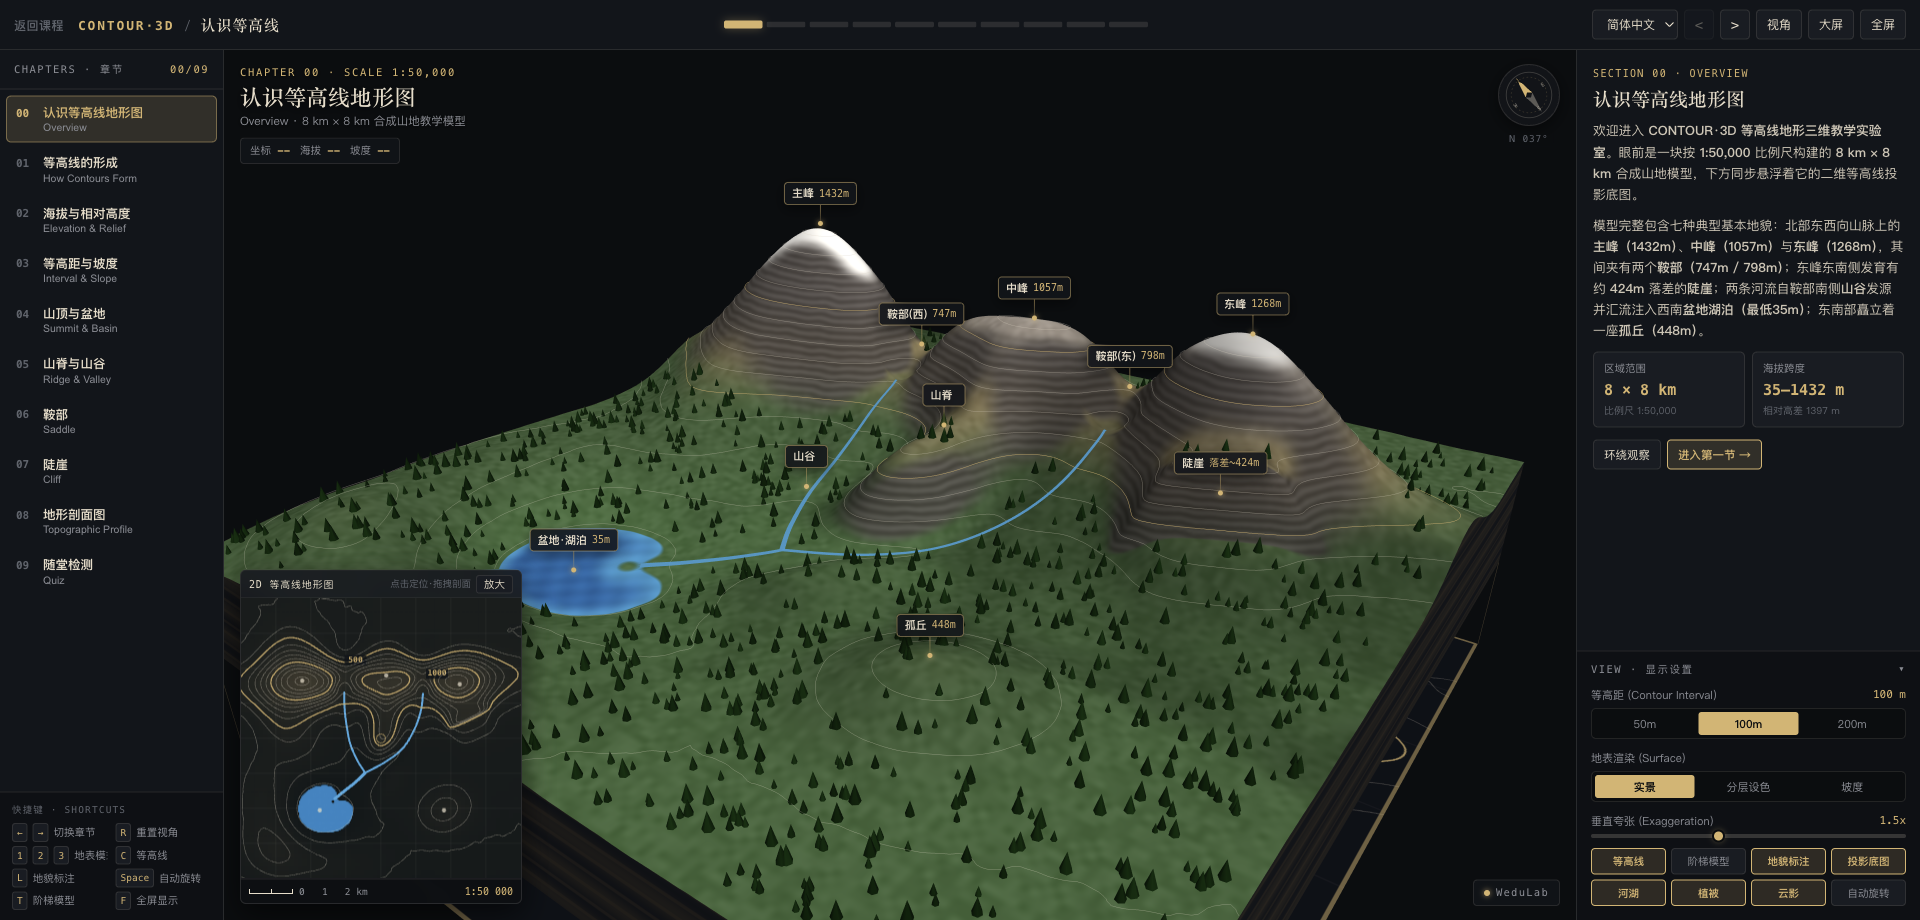 返回课程 CONTOUR·3D / 认识等高线
简体中文 < > 视角 大屏 全屏
CHAPTERS · 章节 00/09
00 认识等高线地形图
Overview
01 等高线的形成
How Contours Form
02 海拔与相对高度
Elevation & Relief
03 等高距与坡度
Interval & Slope
04 山顶与盆地
Summit & Basin
05 山脊与山谷
Ridge & Valley
06 鞍部
Saddle
07 陡崖
Cliff
08 地形剖面图
Topographic Profile
09 随堂检测
Quiz
快捷键 · SHORTCUTS
← → 切换章节 R 重置视角
1 2 3 地表模 C 等高线
L 地貌标注 Space 自动旋转
T 阶梯模型 F 全屏显示
CHAPTER 00 · SCALE 1:50,000
认识等高线地形图
Overview · 8 km × 8 km 合成山地教学模型
坐标 —— 海拔 —— 坡度 ——
N 037°
主峰 1432m
中峰 1057m
东峰 1268m
鞍部(西) 747m
鞍部(东) 798m
山脊
山谷
陡崖 落差~424m
盆地·湖泊 35m
孤丘 448m
2D 等高线地形图 点击定位·拖拽剖面 放大
500
1000
0 1 2 km 1:50 000
WeduLab
SECTION 00 · OVERVIEW
认识等高线地形图
欢迎进入 CONTOUR·3D 等高线地形三维教学实验
室。眼前是一块按 1:50,000 比例尺构建的 8 km × 8
km 合成山地模型，下方同步悬浮着它的二维等高线投
影底图。
模型完整包含七种典型基本地貌：北部东西向山脉上的
主峰（1432m）、中峰（1057m）与东峰（1268m），其
间夹有两个鞍部（747m / 798m）；东峰东南侧发育有
约 424m 落差的陡崖；两条河流自鞍部南侧山谷发源
并汇流注入西南盆地湖泊（最低35m）；东南部矗立着
一座孤丘（448m）。
区域范围
8 × 8 km
比例尺 1:50,000
海拔跨度
35–1432 m
相对高差 1397 m
环绕观察 进入第一节 →
VIEW · 显示设置 ▾
等高距 (Contour Interval) 100 m
50m 100m 200m
地表渲染 (Surface)
实景 分层设色 坡度
垂直夸张 (Exaggeration) 1.5x
等高线 阶梯模型 地貌标注 投影底图
河湖 植被 云影 自动旋转